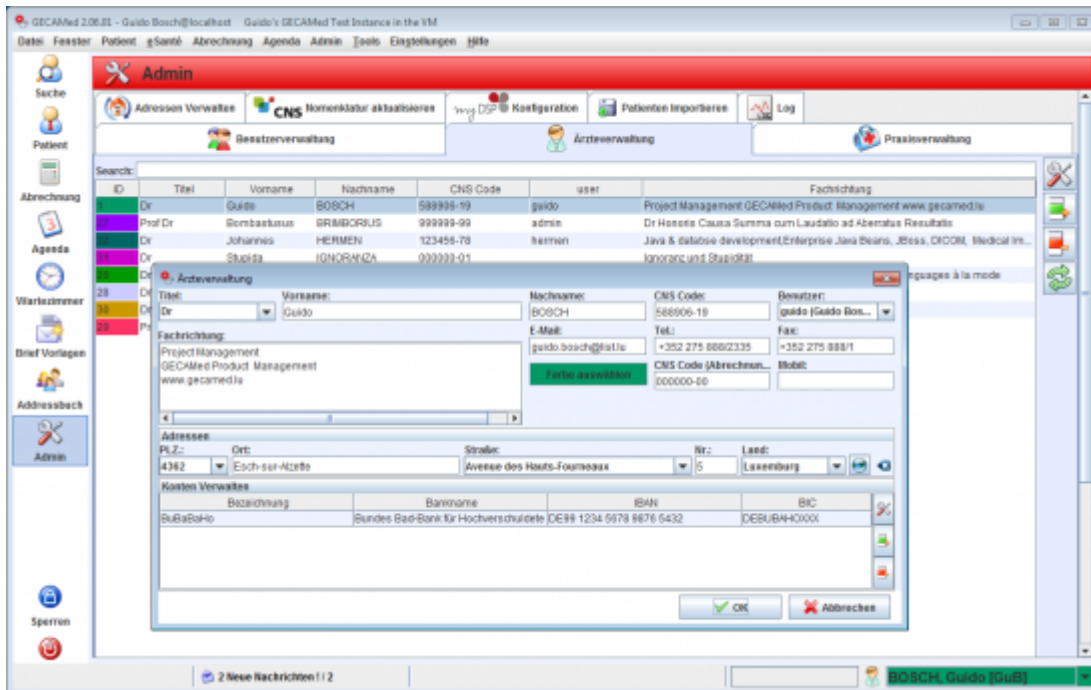 GECAMed 2.06.01 - Guido Bosch@localhost Guido's GECAMed Test Instance in the VM
Datei Fenster Patient eSanté Abrechnung Agenda Admin Tools Einstellungen Hilfe
Suche
Patient
Abrechnung
Agenda
Wartezimmer
Brief Vorlagen
Addressbuch
Admin
Sperren
Admin
Adressen Verwalten CNS Nomenklatur aktualisieren my DSP Konfiguration Patienten Importieren Log
Benutzerverwaltung Ärzteverwaltung Praxisverwaltung
Search:
ID Titel Vorname Nachname CNS Code user Fachrichtung
Dr Guido BOSCH 588906-19 guido Project Management GECAMed Product Management www.gecamed.lu
Prof Dr Bombastusus BRIMBORIUS 999999-99 admin Dr Honoris Causa Summa cum Laudatio ad Aberratus Resultatis
Dr Johannes HERMEN 123456-78 hermen Java & databse development,Enterprise Java Beans, JBoss, DICOM, Medical Im...
Dr Stupida IGNORANZA 000000-01 Ignoranz und Stupidität
nguages à la mode
28
30
29
Ärzteverwaltung
Titel: Vorname: Nachname: CNS Code: Benutzer:
Dr Guido BOSCH 588906-19 guido (Guido Bos...
Fachrichtung: E-Mail: Tel.: Fax:
Project Management
GECAMed Product Management
www.gecamed.lu
guido.bosch@list.lu +352 275 888/2335 +352 275 888/1
Farbe auswählen CNS Code (Abrechnun... Mobil:
000000-00
Adressen
PLZ.: Ort: Straße: Nr.: Land:
4362 Esch-sur-Alzette Avenue des Hauts-Fourneaux 5 Luxemburg
Konten Verwalten
Bezeichnung Bankname IBAN BIC
BuBaBaHo Bundes Bad-Bank für Hochverschuldete DE99 1234 5678 9876 5432 DEBUBAHOXXX
OK Abbrechen
2 Neue Nachrichten ! / 2
BOSCH, Guido [GuB]